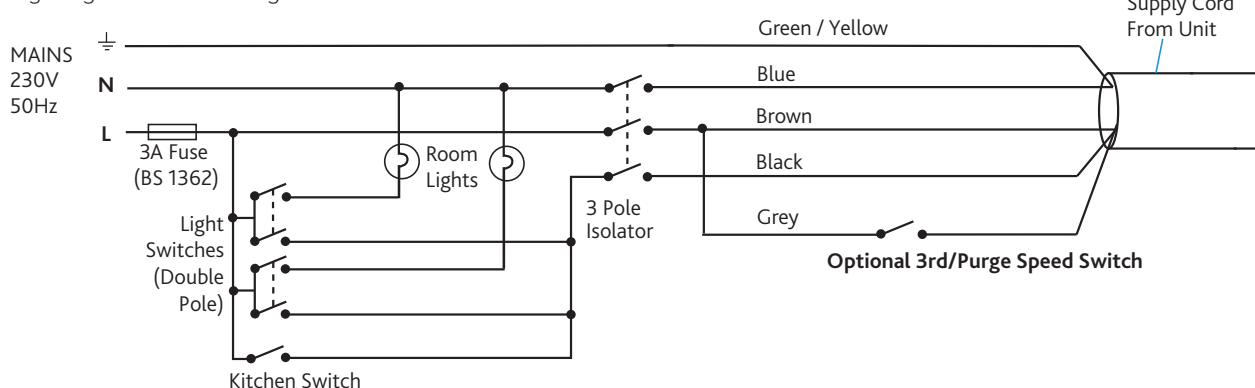 Supply Cord
From Unit
Green / Yellow
MAINS
230V
50Hz
N
Blue
L
Brown
3A Fuse
(BS 1362)
Room
Lights
Black
Light
Switches
(Double
Pole)
3 Pole
Isolator
Grey
Optional 3rd/Purge Speed Switch
Kitchen Switch